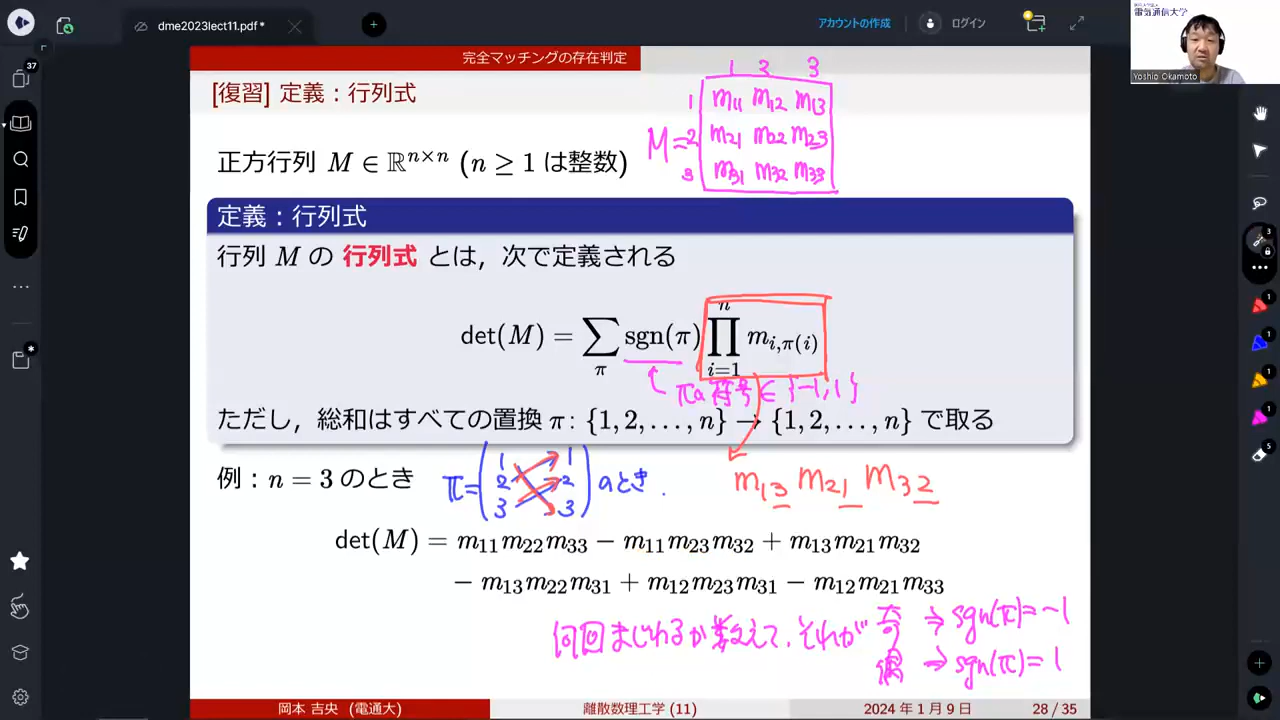 dme2023lect11.pdf *
アカウントの作成
ログイン
電気通信大学
Yoshio Okamoto
37
完全マッチングの存在判定
[復習] 定義：行列式
1 2 3
1 m11 m12 m13
M = 2 m21 m22 m23
3 m31 m32 m33
正方行列 M ∈ ℝ^{n×n} (n ≥ 1 は整数)
定義：行列式
行列 M の 行列式 とは，次で定義される
det(M) = ∑_π sgn(π) ∏_{i=1}^{n} m_{i,π(i)}
πの符号 ∈ {-1, 1}
ただし，総和はすべての置換 π: {1, 2, . . . , n} → {1, 2, . . . , n} で取る
例：n = 3 のとき
π = (1 1
2 2
3 3) のとき.
m13 m21 m32
det(M) = m11m22m33 − m11m23m32 + m13m21m32
− m13m22m31 + m12m23m31 − m12m21m33
何回まじわるか数えて、それが 奇 ⇒ sgn(π) = -1
偶 ⇒ sgn(π) = 1
岡本 吉央 (電通大)
離散数理工学 (11)
2024 年 1 月 9 日
28 / 35
3
1
1
1
1
5